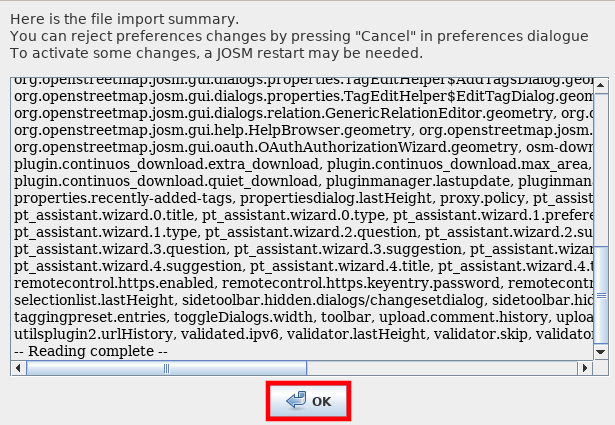 Here is the file import summary.
You can reject preferences changes by pressing "Cancel" in preferences dialogue
To activate some changes, a JOSM restart may be needed.
org.openstreetmap.josm.gui.dialogs.properties.TagEditHelper$AddTagsDialog.geon
org.openstreetmap.josm.gui.dialogs.properties.TagEditHelper$EditTagDialog.geom
org.openstreetmap.josm.gui.dialogs.relation.GenericRelationEditor.geometry, org.o
org.openstreetmap.josm.gui.help.HelpBrowser.geometry, org.openstreetmap.josm.
org.openstreetmap.josm.gui.oauth.OAuthAuthorizationWizard.geometry, osm-down
plugin.continuos_download.extra_download, plugin.continuos_download.max_area,
plugin.continuos_download.quiet_download, pluginmanager.lastupdate, pluginman
properties.recently-added-tags, propertiesdialog.lastHeight, proxy.policy, pt_assist
pt_assistant.wizard.0.title, pt_assistant.wizard.0.type, pt_assistant.wizard.1.prefere
pt_assistant.wizard.1.type, pt_assistant.wizard.2.question, pt_assistant.wizard.2.su
pt_assistant.wizard.3.question, pt_assistant.wizard.3.suggestion, pt_assistant.wizar
pt_assistant.wizard.4.suggestion, pt_assistant.wizard.4.title, pt_assistant.wizard.4.t
remotecontrol.https.enabled, remotecontrol.https.keyentry.password, remotecontr
selectionlist.lastHeight, sidetoolbar.hidden.dialogs/changesetdialog, sidetoolbar.hid
taggingpreset.entries, toggleDialogs.width, toolbar, upload.comment.history, uploa
utilsplugin2.urlHistory, validated.ipv6, validator.lastHeight, validator.skip, validator
-- Reading complete --
OK